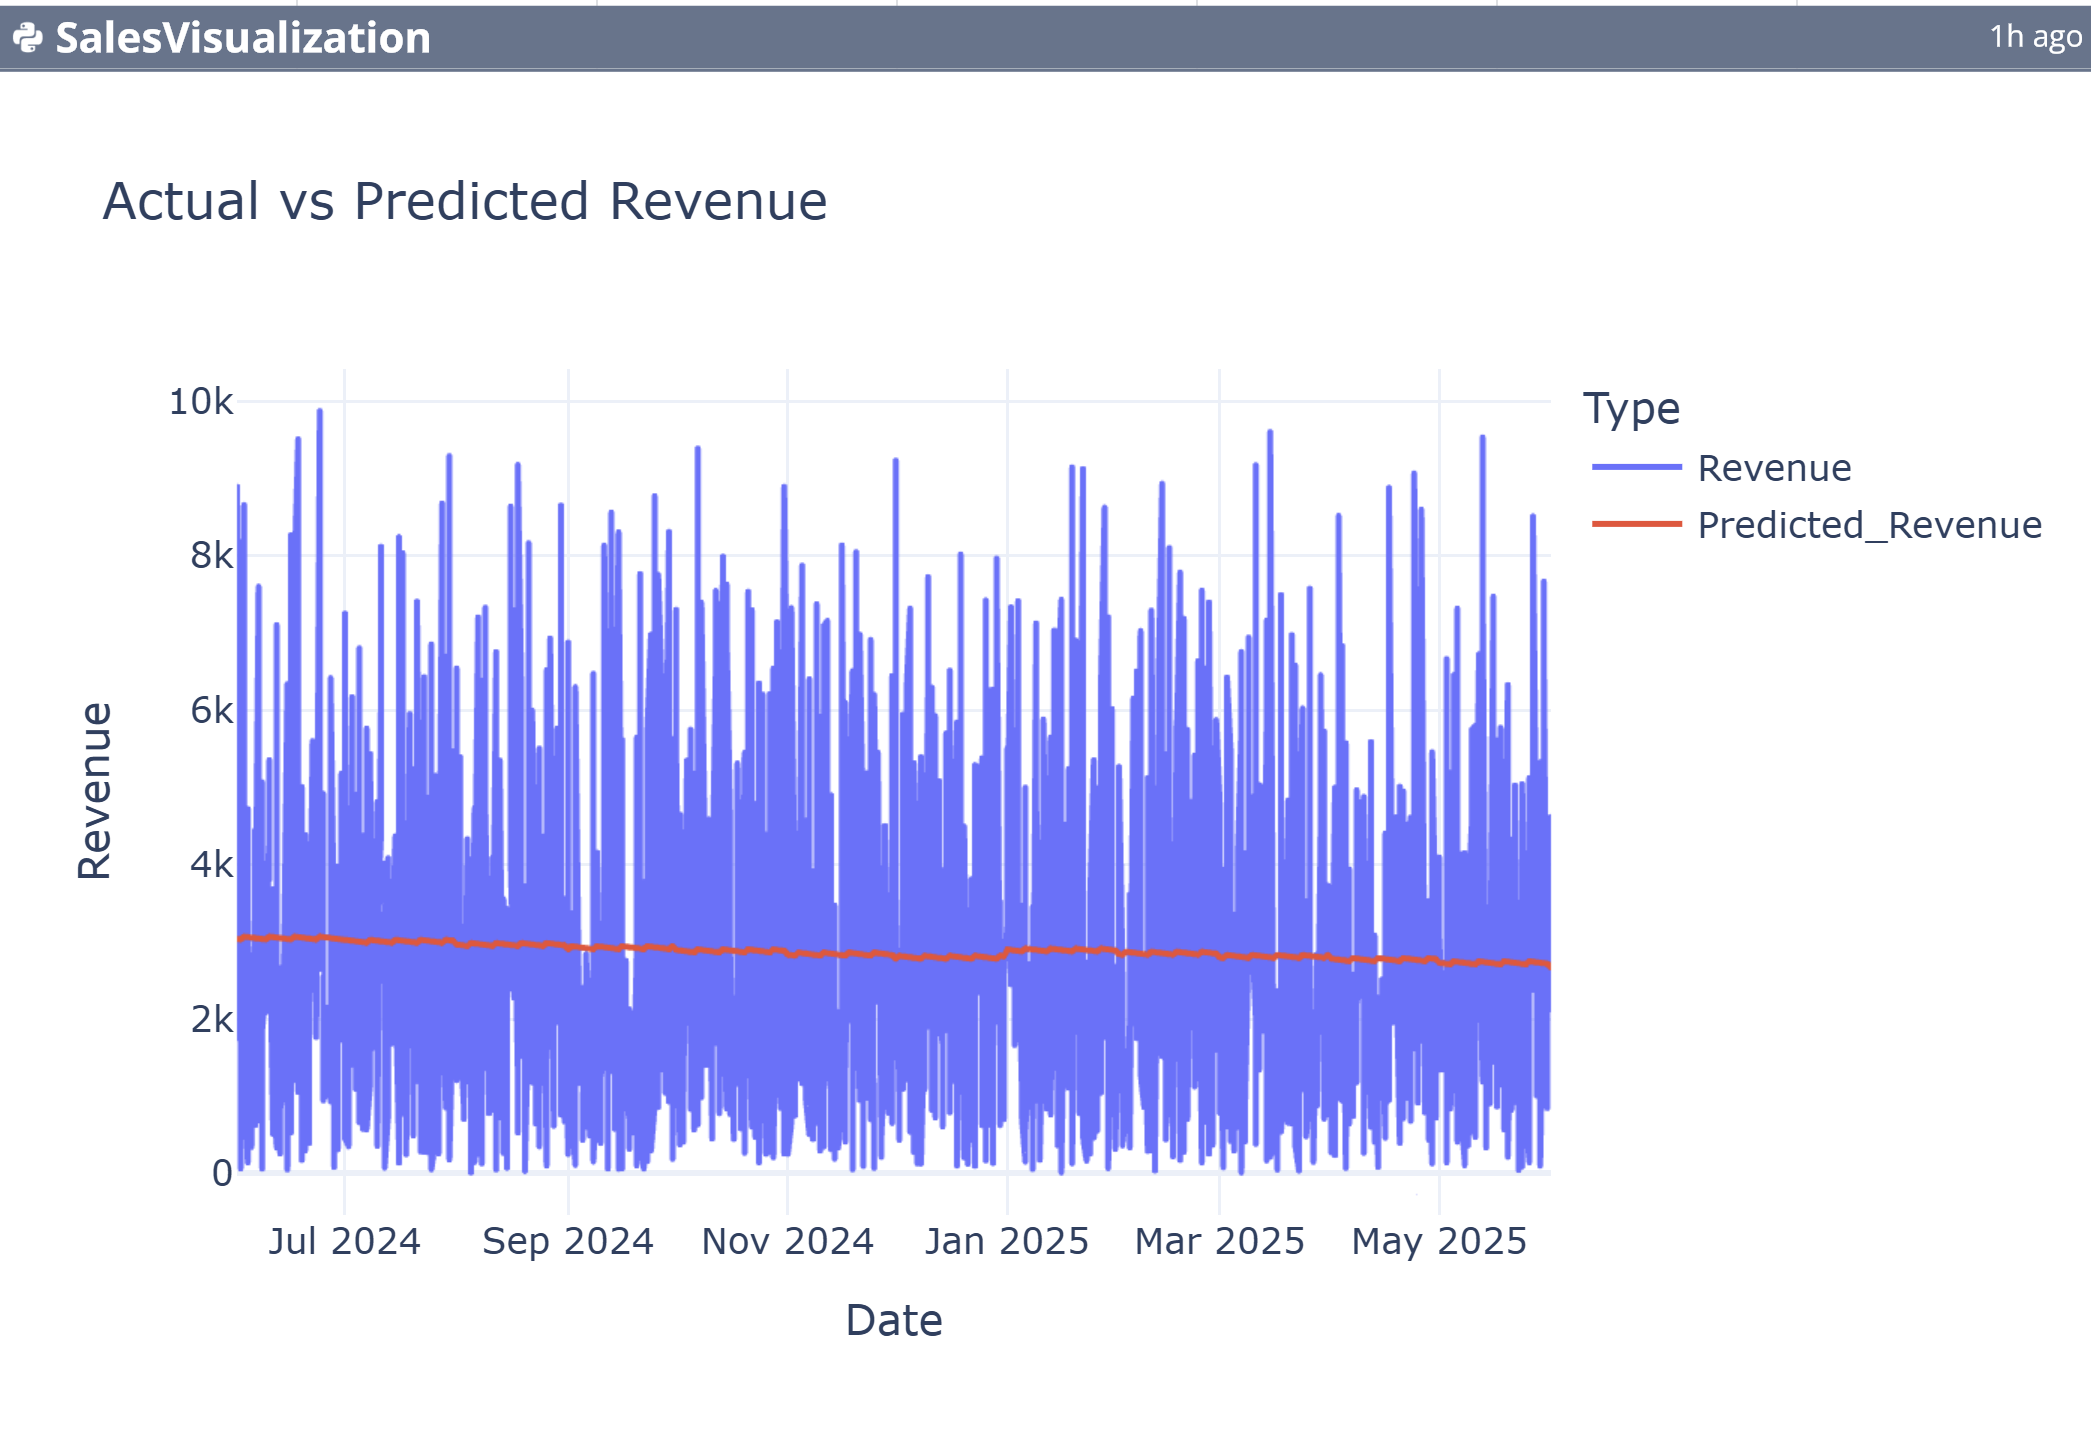 SalesVisualization
1h ago
Actual vs Predicted Revenue
10k
8k
6k
4k
2k
0
Revenue
Jul 2024
Sep 2024
Nov 2024
Jan 2025
Mar 2025
May 2025
Date
Type
Revenue
Predicted_Revenue